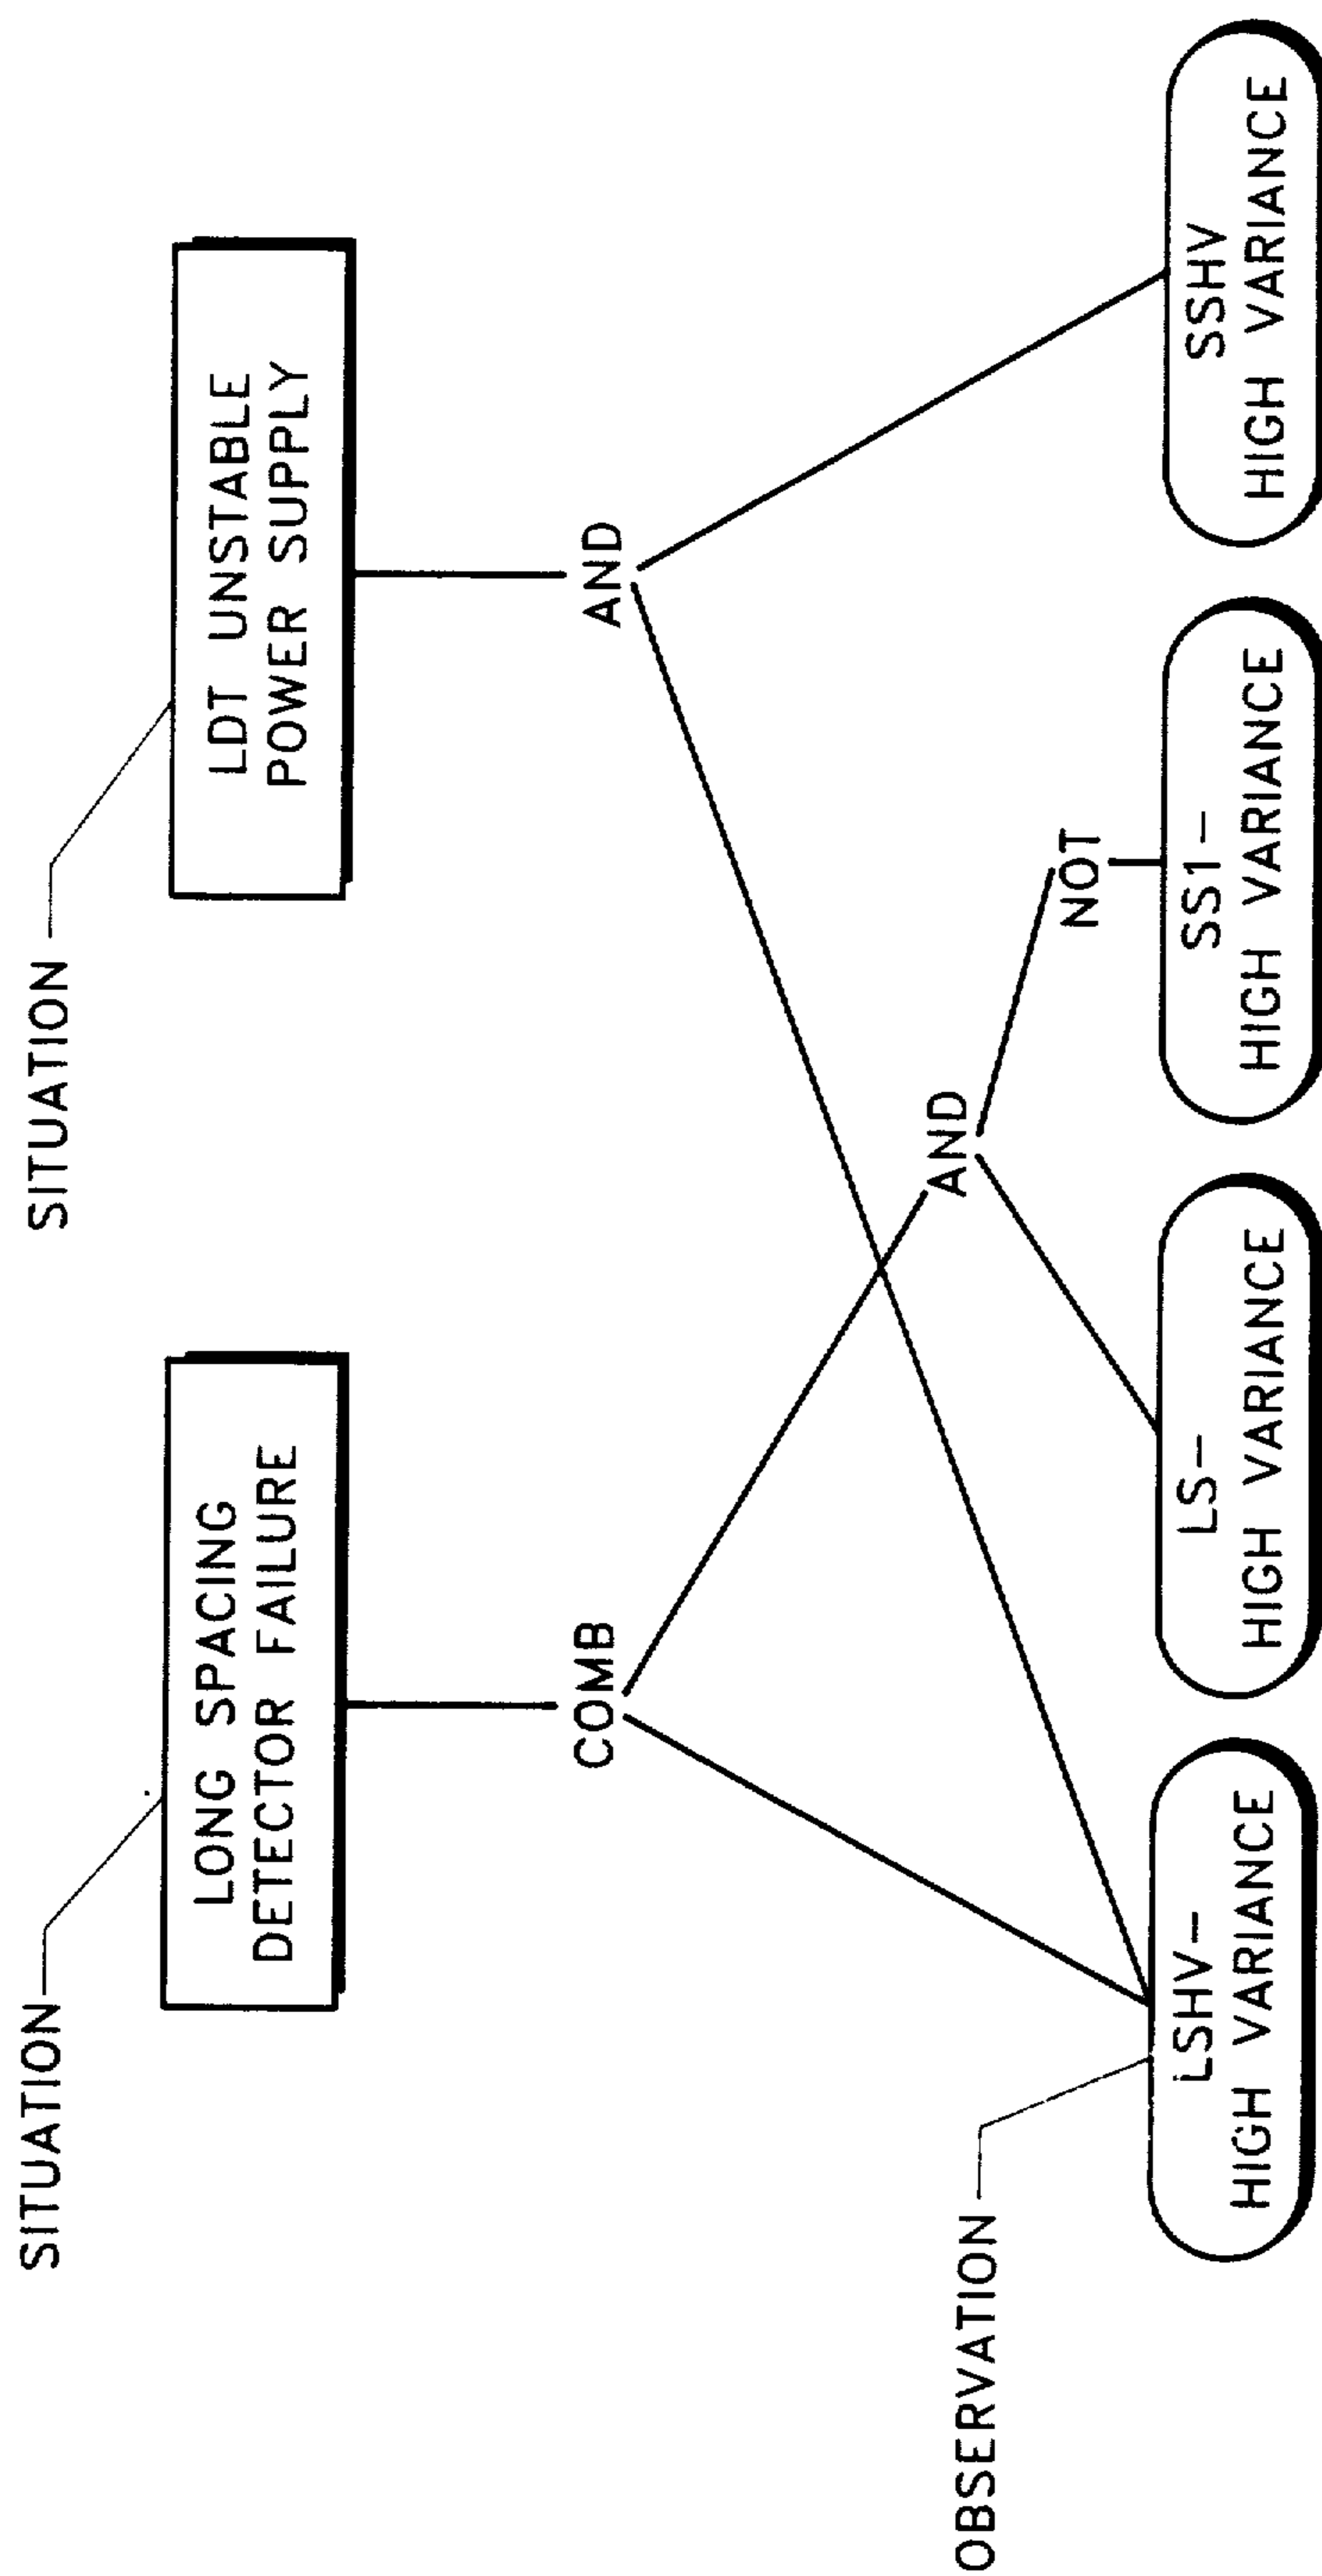 SITUATION
SITUATION
LONG SPACING
DETECTOR FAILURE
LDT UNSTABLE
POWER SUPPLY
COMB
AND
OBSERVATION
AND
NOT
LSHV–
HIGH VARIANCE
LS–
HIGH VARIANCE
SS1–
HIGH VARIANCE
SSHV
HIGH VARIANCE